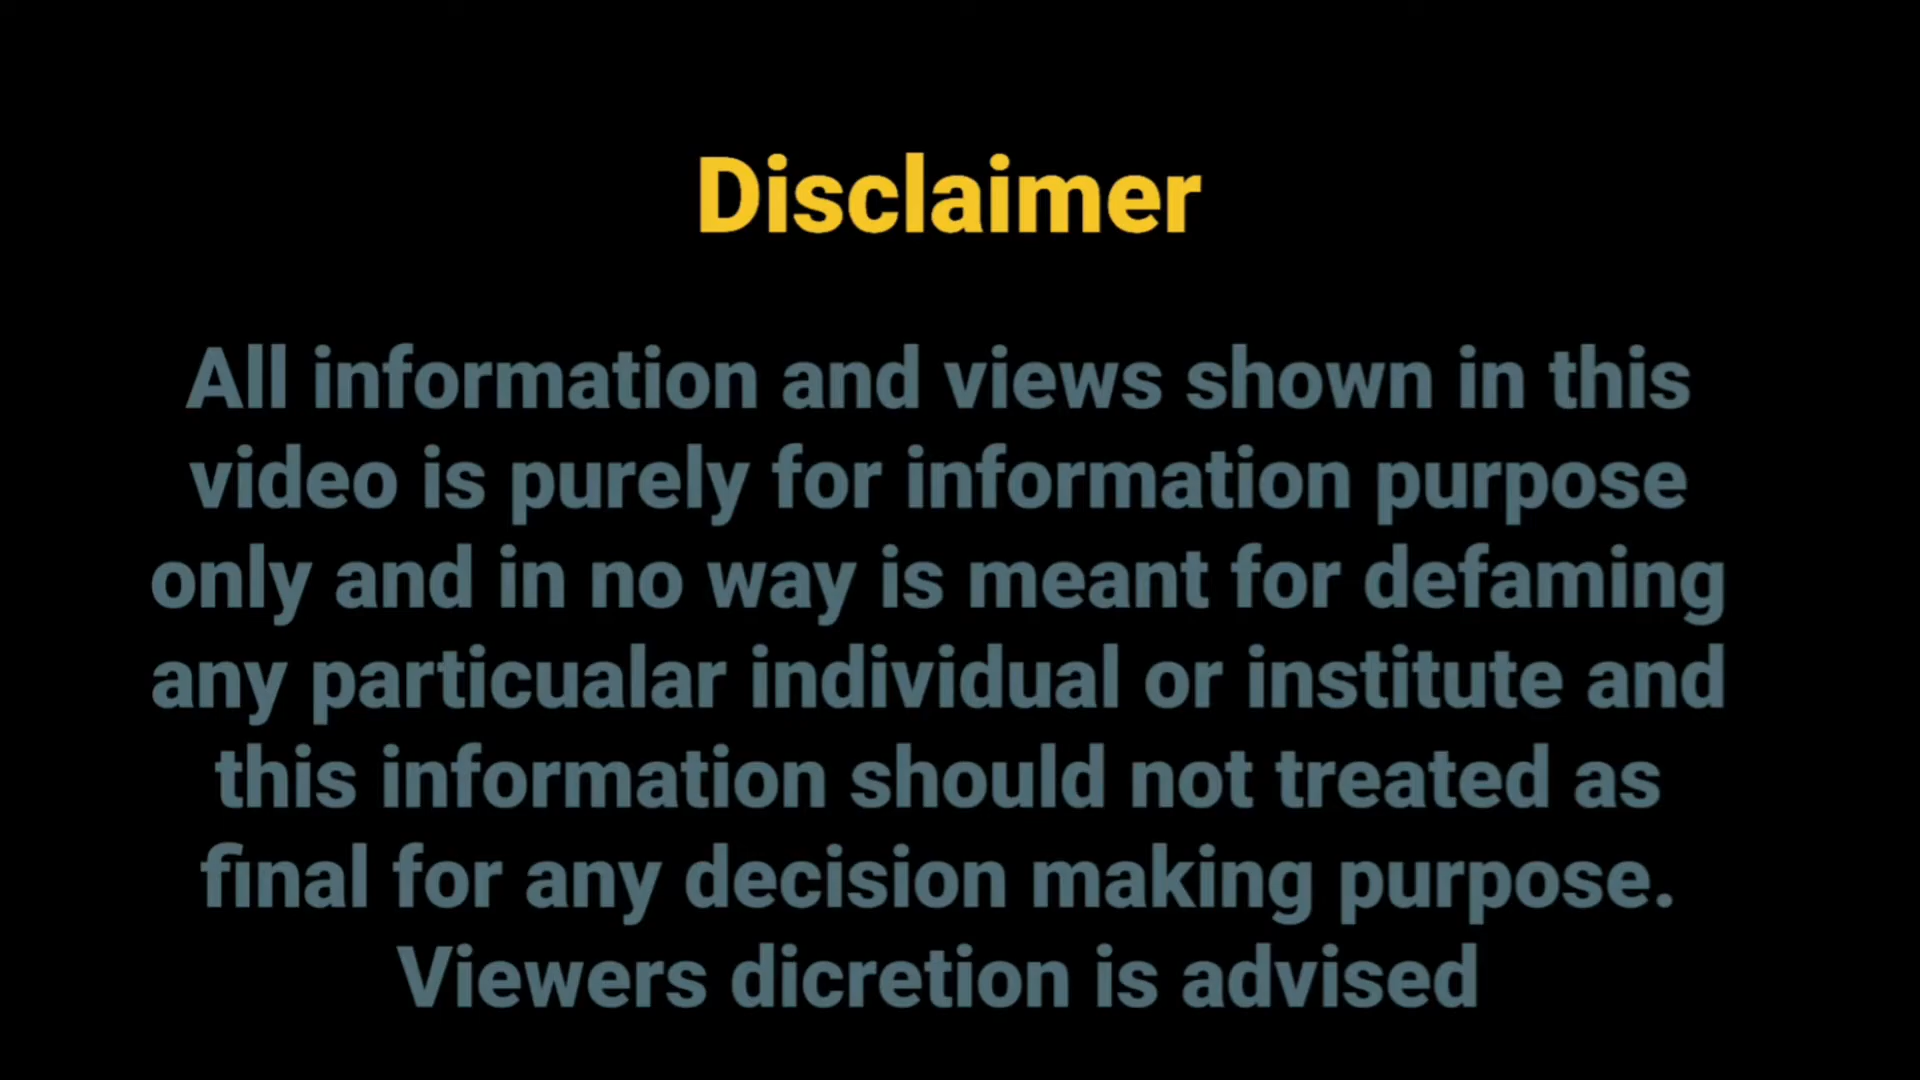 Disclaimer
All information and views shown in this
video is purely for information purpose
only and in no way is meant for defaming
any particualar individual or institute and
this information should not treated as
final for any decision making purpose.
Viewers dicretion is advised